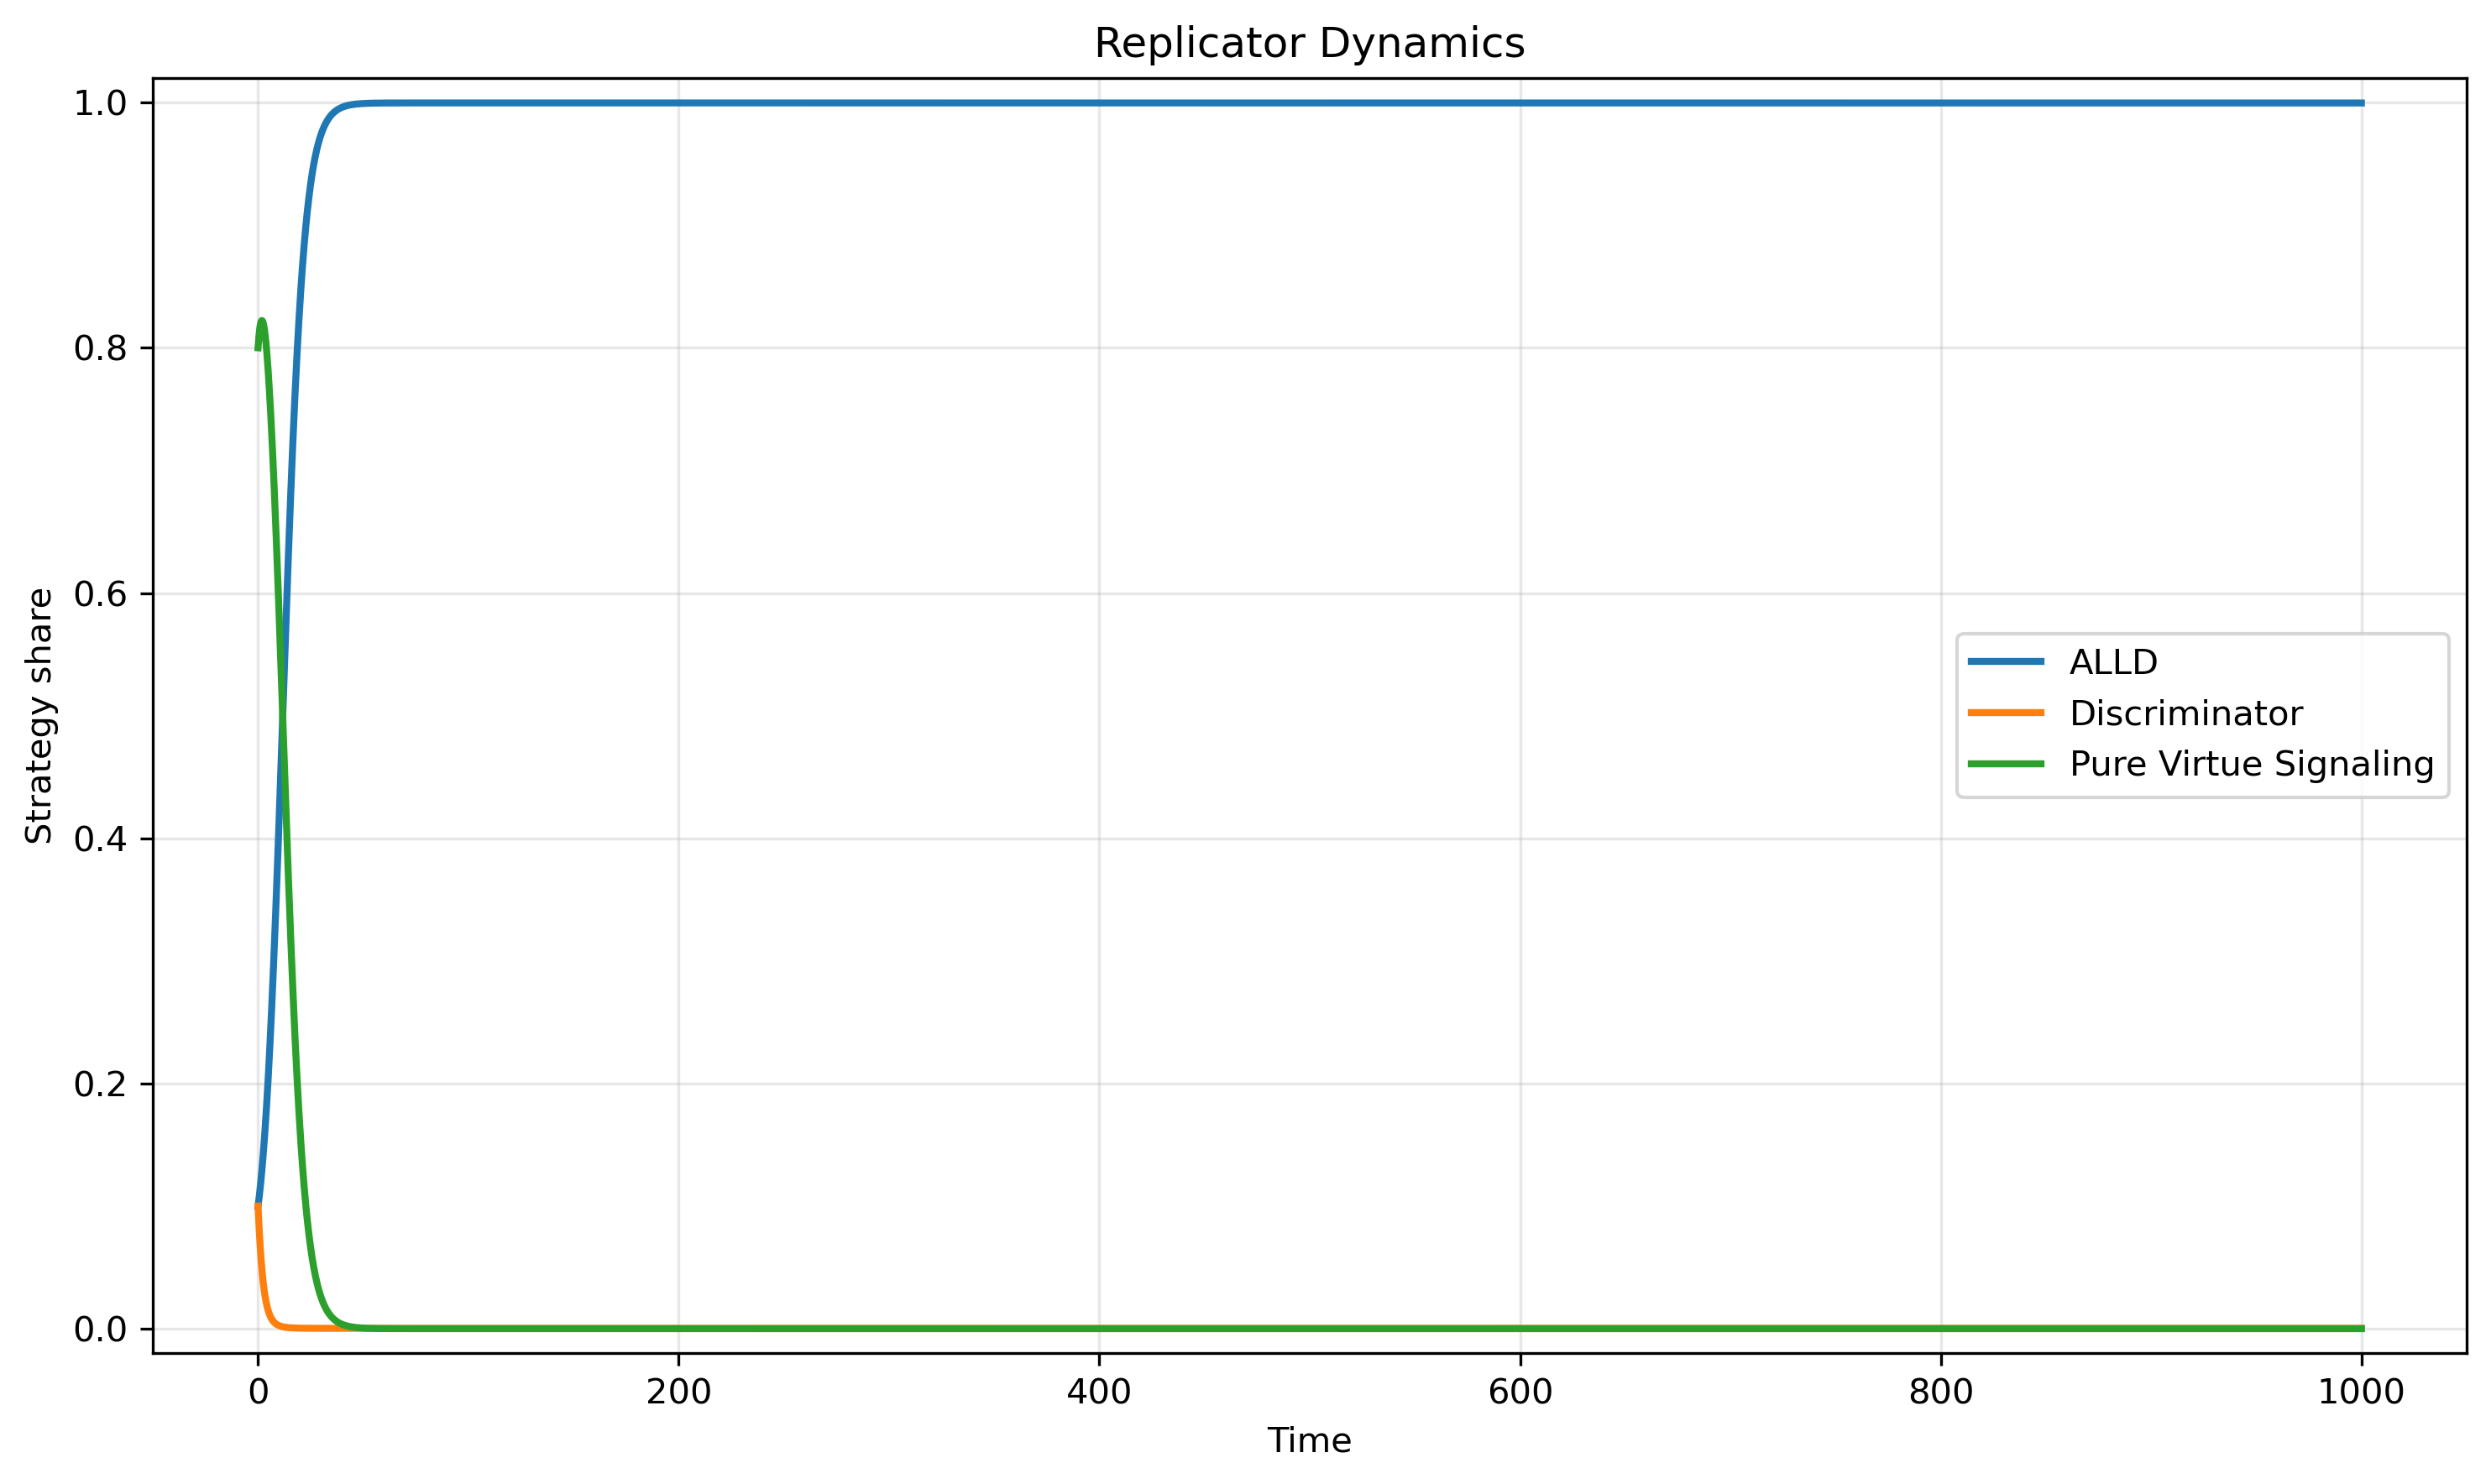 Replicator Dynamics
Strategy share
1.0
0.8
0.6
0.4
0.2
0.0
ALLD
Discriminator
Pure Virtue Signaling
0 200 400 600 800 1000
Time